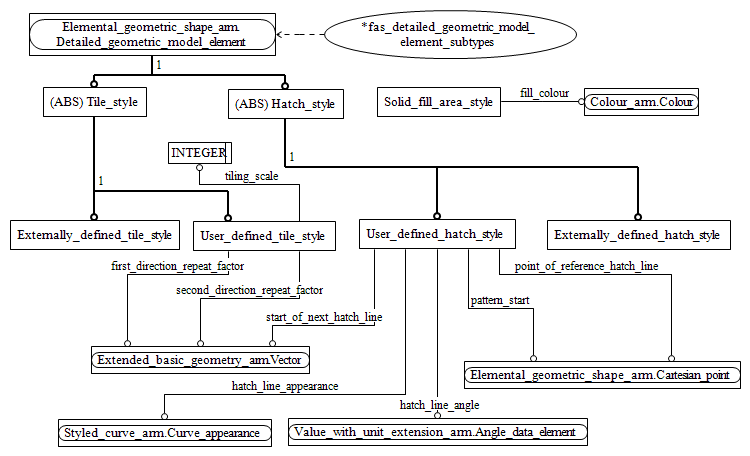 Elemental_geometric_shape_arm.
Detailed_geometric_model_element
*fas_detailed_geometric_model_
element_subtypes
1
(ABS) Tile_style
(ABS) Hatch_style
Solid_fill_area_style
fill_colour
Colour_arm.Colour
INTEGER
1
tiling_scale
1
Externally_defined_tile_style
User_defined_tile_style
User_defined_hatch_style
Externally_defined_hatch_style
first_direction_repeat_factor
point_of_reference_hatch_line
second_direction_repeat_factor
pattern_start
start_of_next_hatch_line
Extended_basic_geometry_arm.Vector
Elemental_geometric_shape_arm.Cartesian_point
hatch_line_appearance
hatch_line_angle
Styled_curve_arm.Curve_appearance
Value_with_unit_extension_arm.Angle_data_element